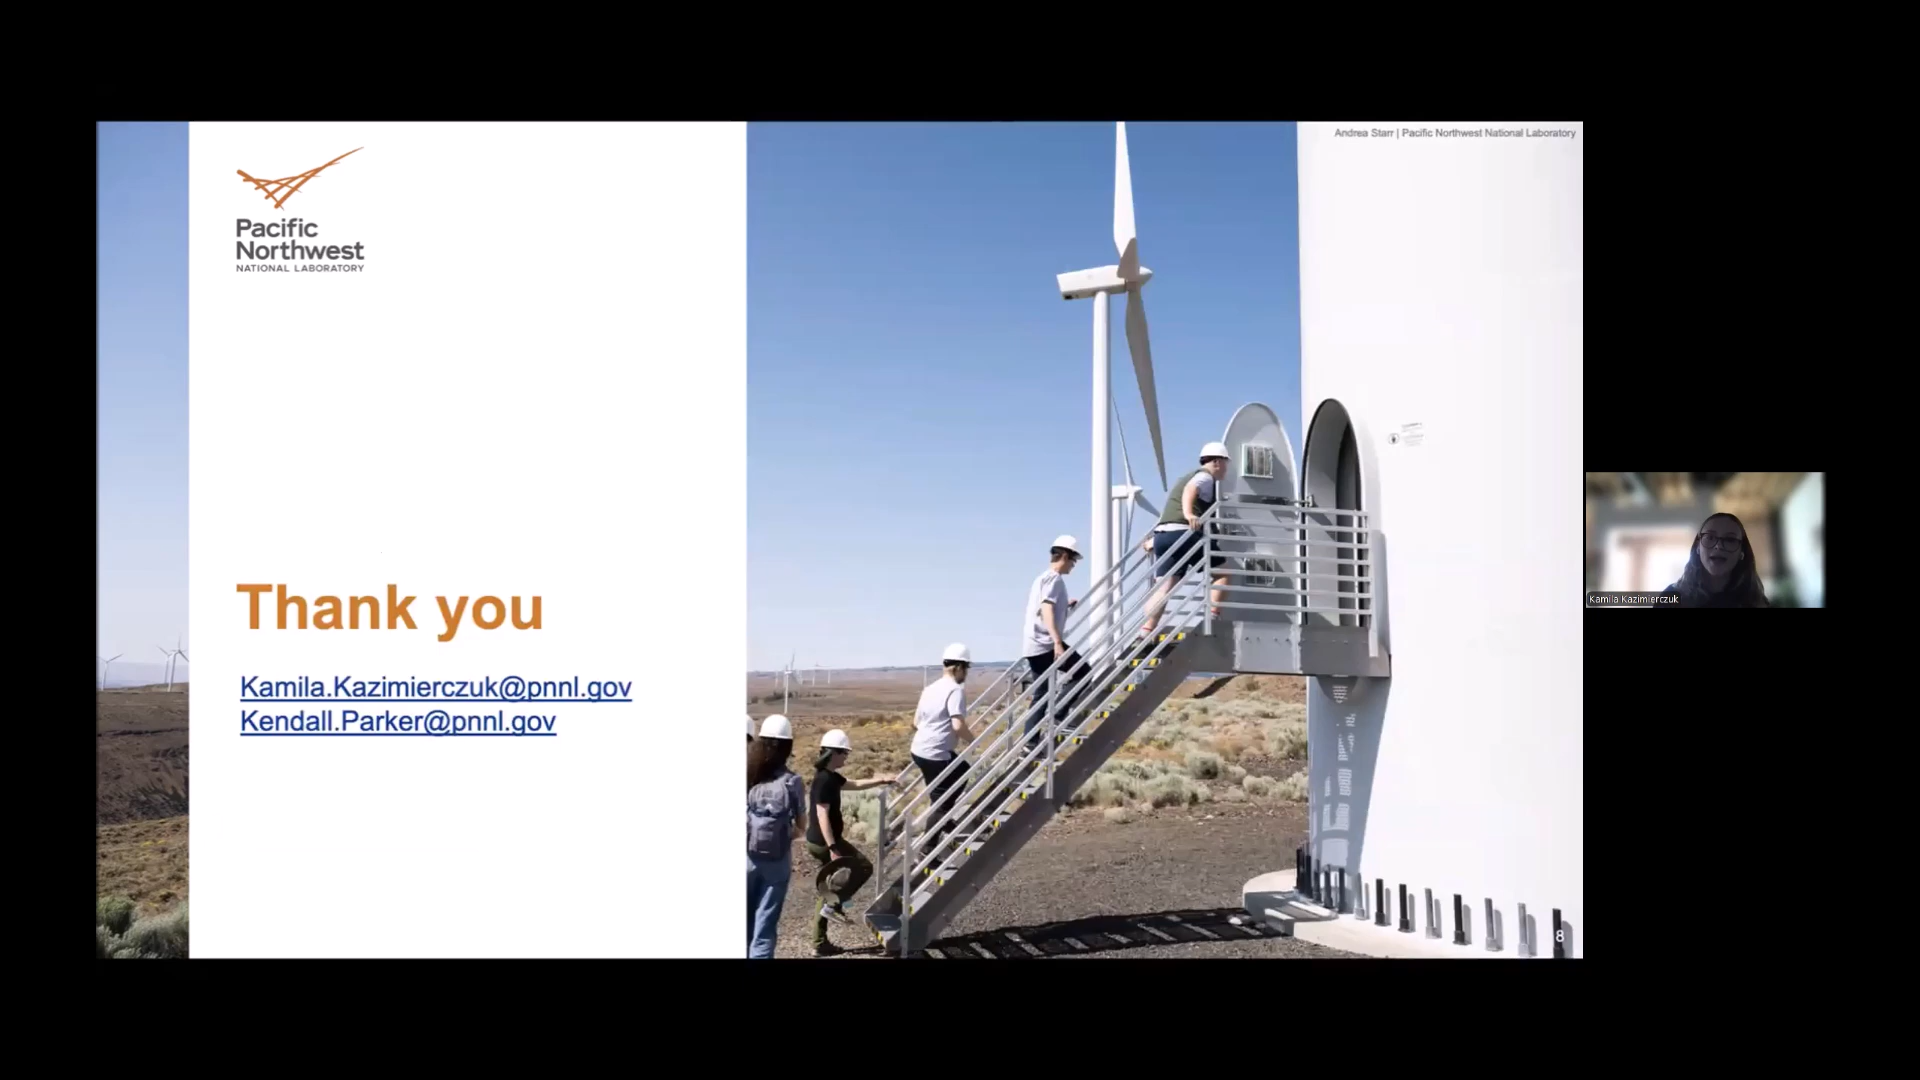 Andrea Starr | Pacific Northwest National Laboratory
Pacific
Northwest
NATIONAL LABORATORY
Thank you
Kamila.Kazimierczuk@pnnl.gov
Kendall.Parker@pnnl.gov
Kamila Kazimierczuk
8